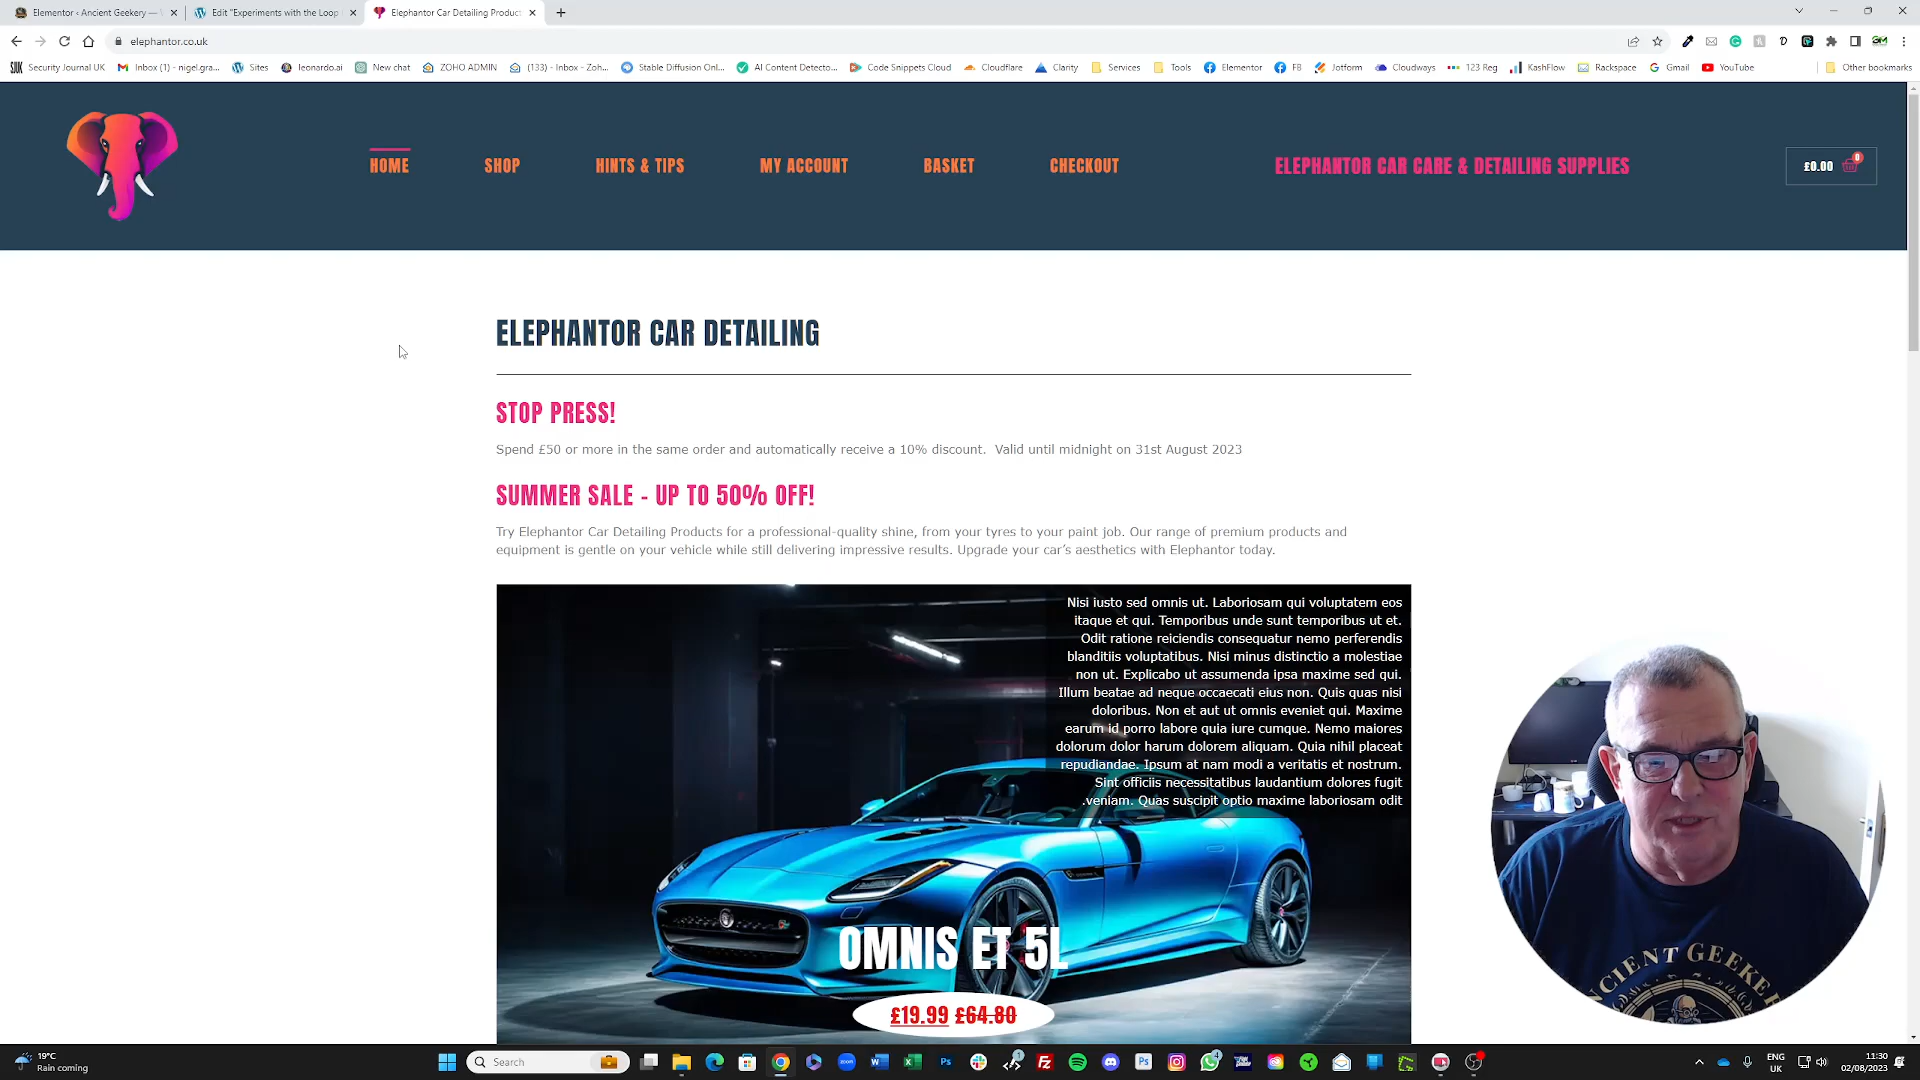 Elementor ‹ Ancient Geekery —
Edit "Experiments with the Loop
Elephantor Car Detailing Product
elephantor.co.uk
SJUK Security Journal UK
Inbox (1) - nigel.gra...
Sites
leonardo.ai
New chat
ZOHO ADMIN
(133) - Inbox - Zoh...
Stable Diffusion Onl...
AI Content Detecto...
Code Snippets Cloud
Cloudflare
Clarity
Services
Tools
Elementor
FB
Jotform
Cloudways
123 Reg
KashFlow
Rackspace
Gmail
YouTube
Other bookmarks
HOME
SHOP
HINTS & TIPS
MY ACCOUNT
BASKET
CHECKOUT
ELEPHANTOR CAR CARE & DETAILING SUPPLIES
£0.00
0
ELEPHANTOR CAR DETAILING
STOP PRESS!
Spend £50 or more in the same order and automatically receive a 10% discount.  Valid until midnight on 31st August 2023
SUMMER SALE - UP TO 50% OFF!
Try Elephantor Car Detailing Products for a professional-quality shine, from your tyres to your paint job. Our range of premium products and
equipment is gentle on your vehicle while still delivering impressive results. Upgrade your car's aesthetics with Elephantor today.
Nisi iusto sed omnis ut. Laboriosam qui voluptatem eos
itaque et qui. Temporibus unde sunt temporibus ut et.
Odit ratione reiciendis consequatur nemo perferendis
blanditiis voluptatibus. Nisi minus distinctio a molestiae
non ut. Explicabo ut assumenda ipsa maxime sed qui.
Illum beatae ad neque occaecati eius non. Quis quas nisi
doloribus. Non et aut ut omnis eveniet qui. Maxime
earum id porro labore quia iure cumque. Nemo maiores
dolorum dolor harum dolorem aliquam. Quia nihil placeat
repudiandae. Ipsum at nam modi a veritatis et nostrum.
Sint officiis necessitatibus laudantium dolores fugit
.veniam. Quas suscipit optio maxime laboriosam odit
OMNIS ET 5L
£19.99 £64.80
NCIENT GEEKE
19°C
Rain coming
Search
ENG
UK
11:30
02/08/2023